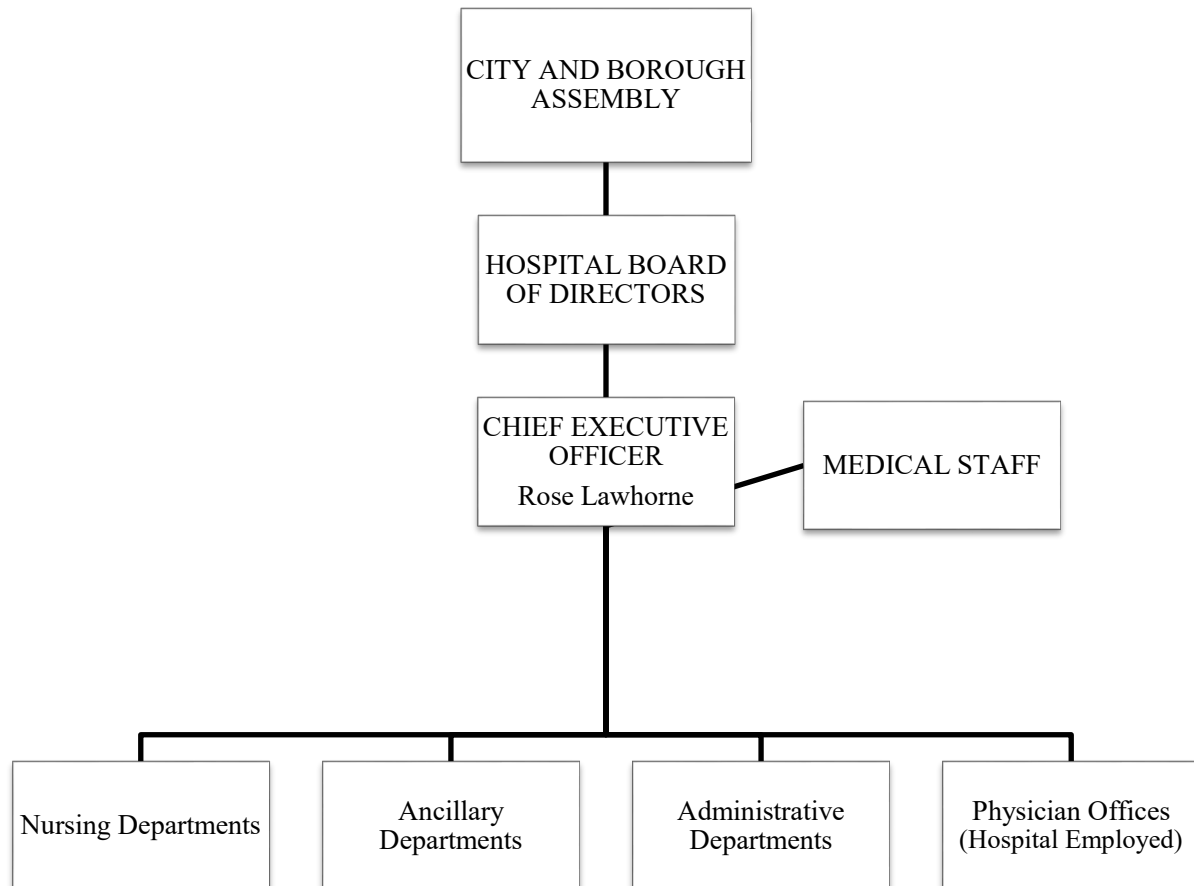 CITY AND BOROUGH
ASSEMBLY
HOSPITAL BOARD
OF DIRECTORS
CHIEF EXECUTIVE
OFFICER
Rose Lawhorne
MEDICAL STAFF
Nursing Departments
Ancillary
Departments
Administrative
Departments
Physician Offices
(Hospital Employed)